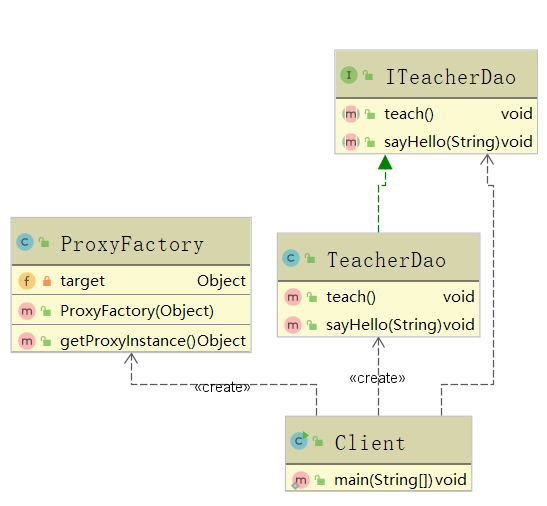 I ITeacherDao
m teach() void
m sayHello(String) void
C ProxyFactory
f target Object
m ProxyFactory(Object)
m getProxyInstance() Object
C TeacherDao
m teach() void
m sayHello(String) void
«create»
«create»
C Client
m main(String[]) void